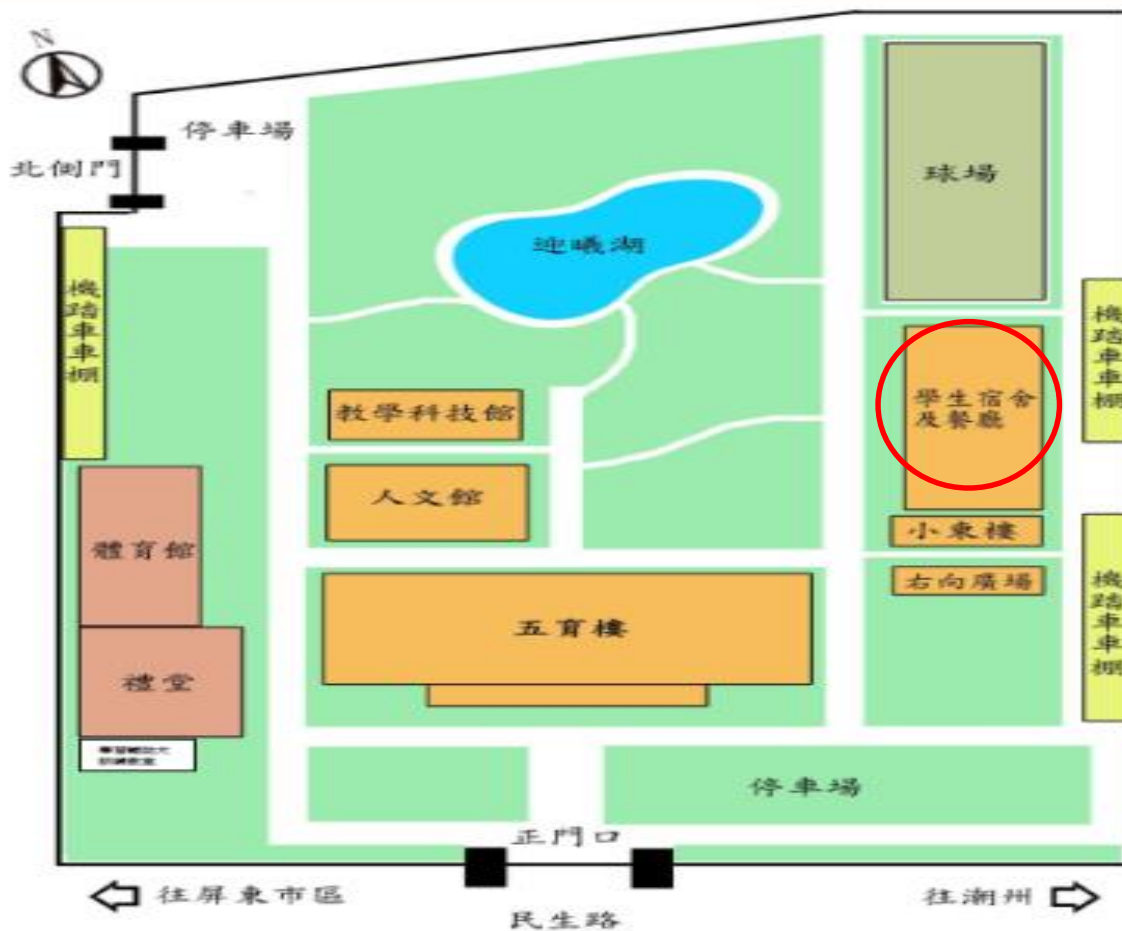 N
停車場
北側門
球場
迎曦湖
機踏車車棚
機踏車車棚
學生宿舍
及餐廳
教學科技館
人文館
小東樓
體育館
右向廣場
機踏車車棚
五育樓
禮堂
停車場
正門口
往屏東市區
往潮州
民生路